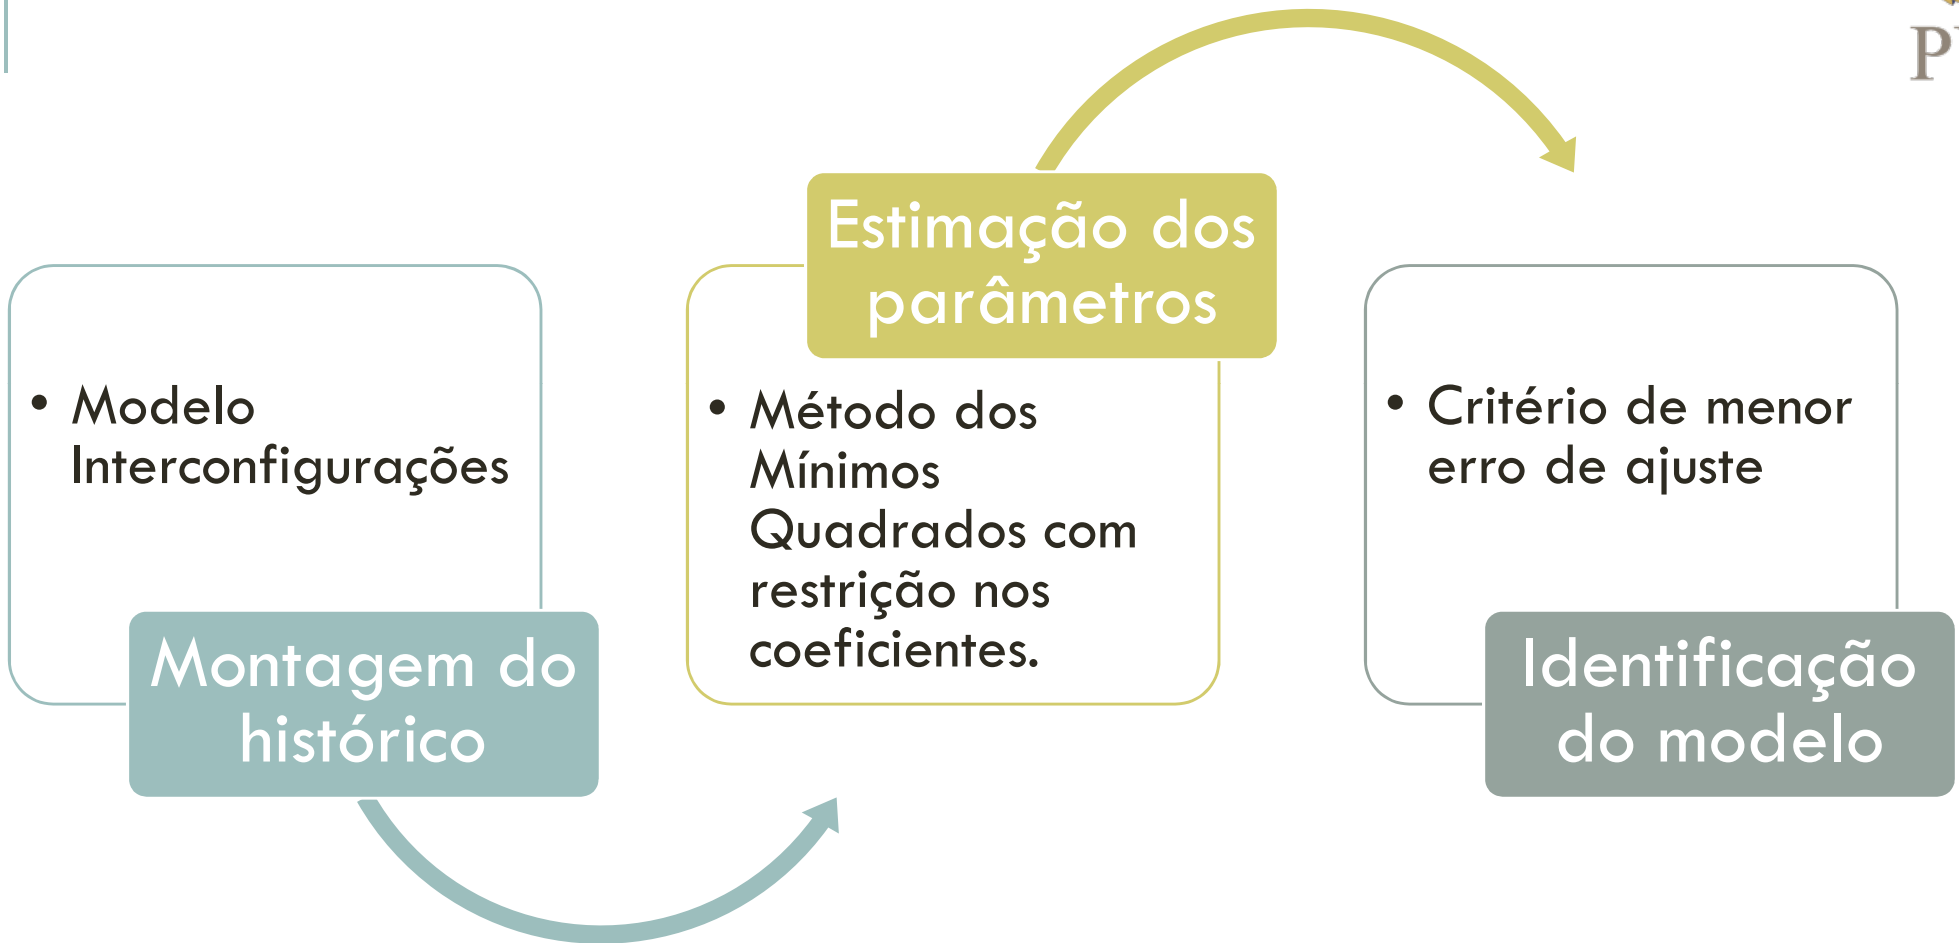 • Modelo
Interconfigurações
Montagem do
histórico
Estimação dos
parâmetros
• Método dos
Mínimos
Quadrados com
restrição nos
coeficientes.
• Critério de menor
erro de ajuste
Identificação
do modelo